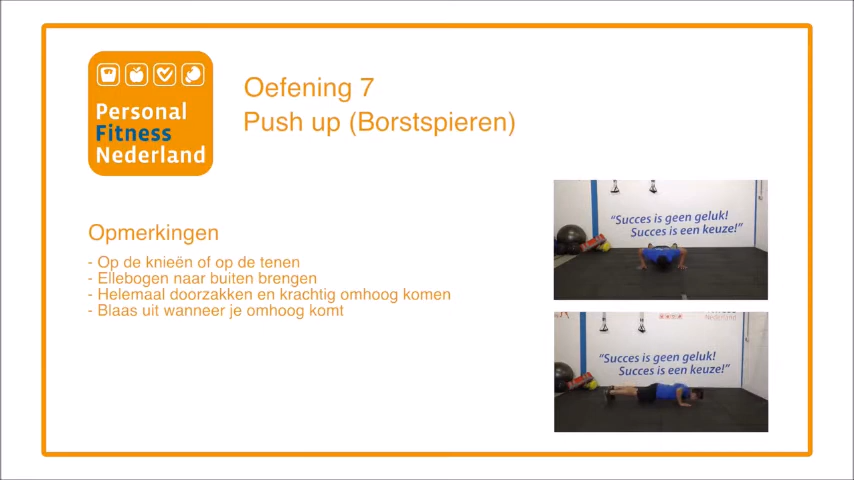 Personal
Fitness
Nederland
Oefening 7
Push up (Borstspieren)
Opmerkingen
- Op de knieën of op de tenen
- Ellebogen naar buiten brengen
- Helemaal doorzakken en krachtig omhoog komen
- Blaas uit wanneer je omhoog komt
"Succes is geen geluk!
Succes is een keuze!"
Nederland
"Succes is geen geluk!
Succes is een keuze!"